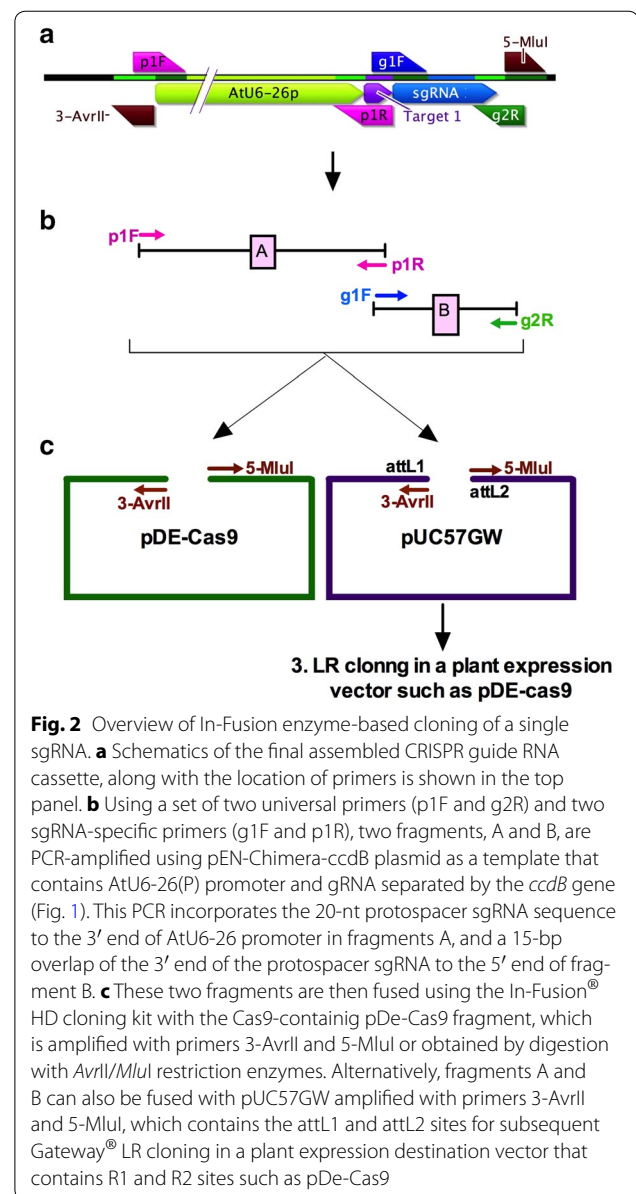 a
5-MluI
p1F
g1F
AtU6-26p
sgRNA
3-AvrII
p1R
Target 1
g2R
b
p1F
A
p1R
g1F
B
g2R
c
attL1
5-MluI
3-AvrII
pDE-Cas9
5-MluI
attL2
3-AvrII
pUC57GW
3. LR clonng in a plant expression
vector such as pDE-cas9
Fig. 2 Overview of In-Fusion enzyme-based cloning of a single
sgRNA. a Schematics of the final assembled CRISPR guide RNA
cassette, along with the location of primers is shown in the top
panel. b Using a set of two universal primers (p1F and g2R) and two
sgRNA-specific primers (g1F and p1R), two fragments, A and B, are
PCR-amplified using pEN-Chimera-ccdB plasmid as a template that
contains AtU6-26(P) promoter and gRNA separated by the ccdB gene
(Fig. 1). This PCR incorporates the 20-nt protospacer sgRNA sequence
to the 3′ end of AtU6-26 promoter in fragments A, and a 15-bp
overlap of the 3′ end of the protospacer sgRNA to the 5′ end of frag-
ment B. c These two fragments are then fused using the In-Fusion®
HD cloning kit with the Cas9-containig pDe-Cas9 fragment, which
is amplified with primers 3-AvrII and 5-MluI or obtained by digestion
with AvrII/MluI restriction enzymes. Alternatively, fragments A and
B can also be fused with pUC57GW amplified with primers 3-AvrII
and 5-MluI, which contains the attL1 and attL2 sites for subsequent
Gateway® LR cloning in a plant expression destination vector that
contains R1 and R2 sites such as pDe-Cas9